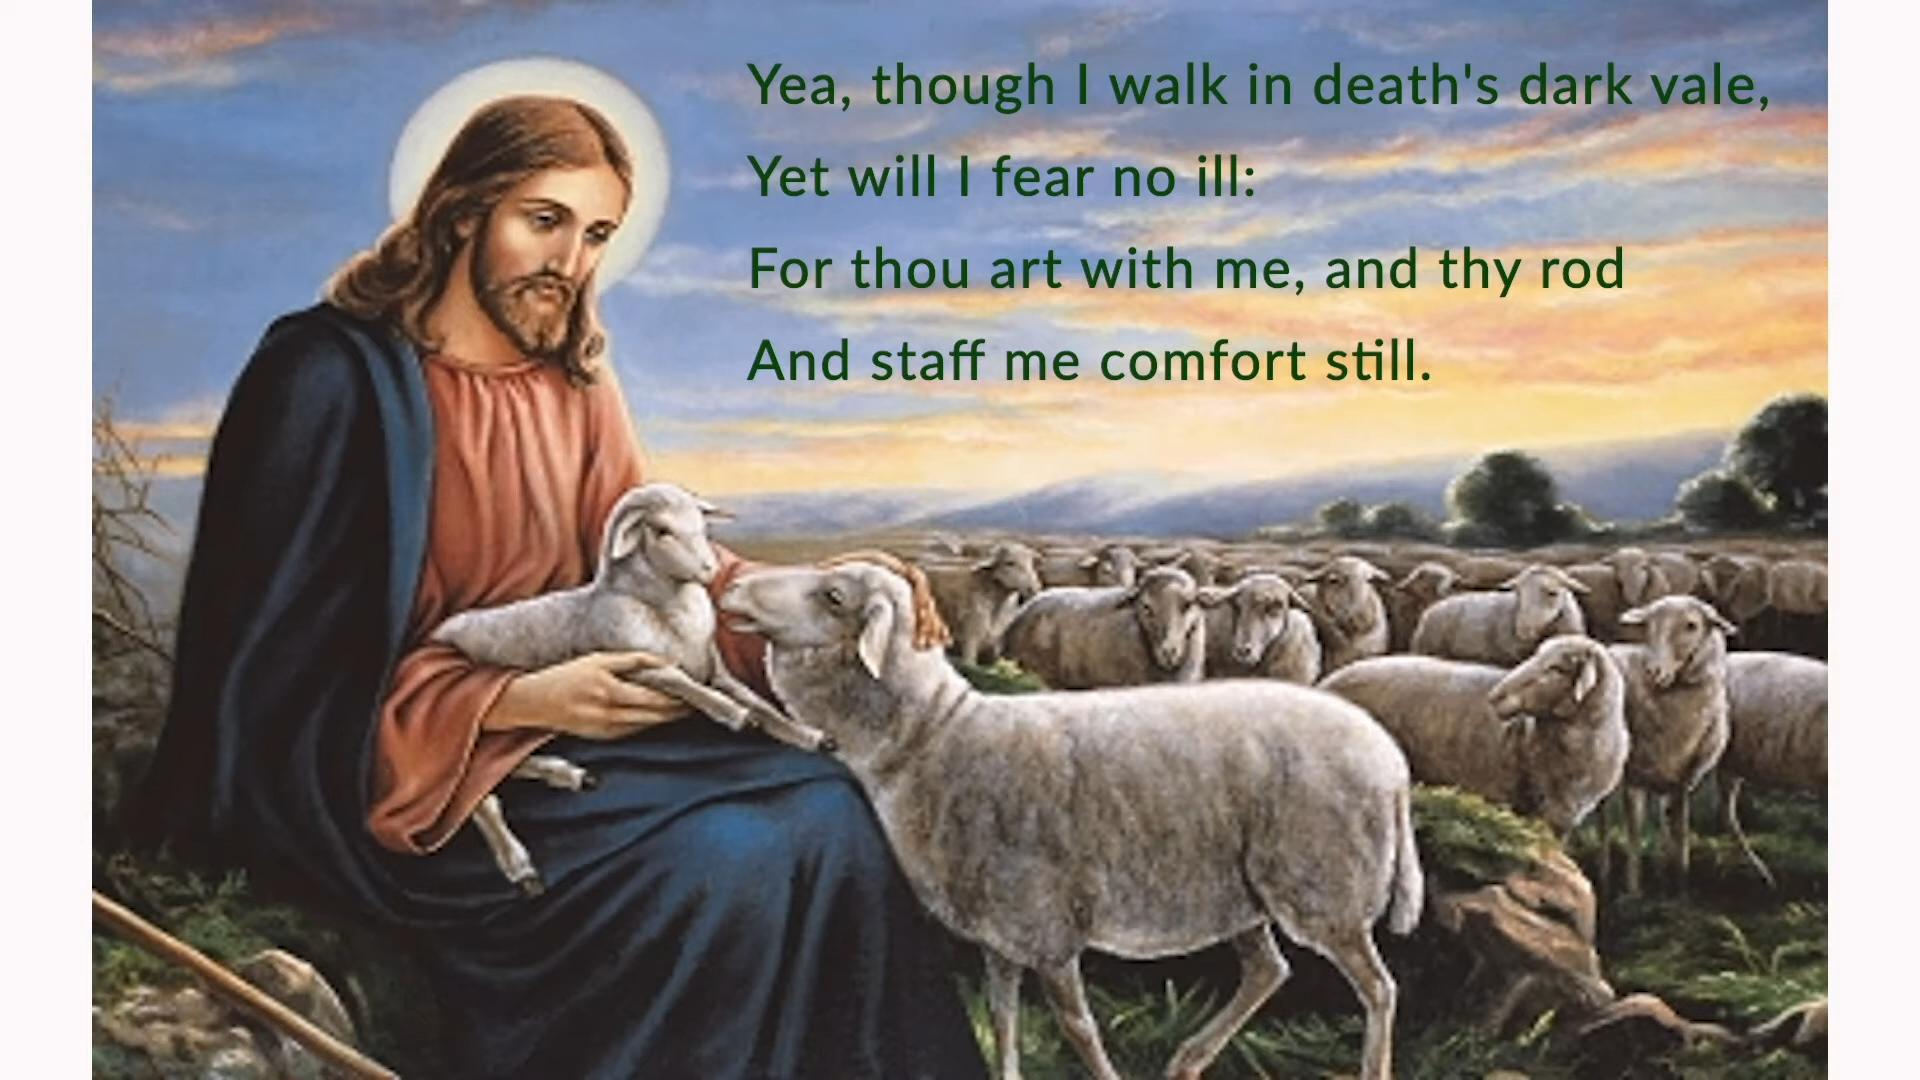 Yea, though I walk in death's dark vale,
Yet will I fear no ill:
For thou art with me, and thy rod
And staff me comfort still.